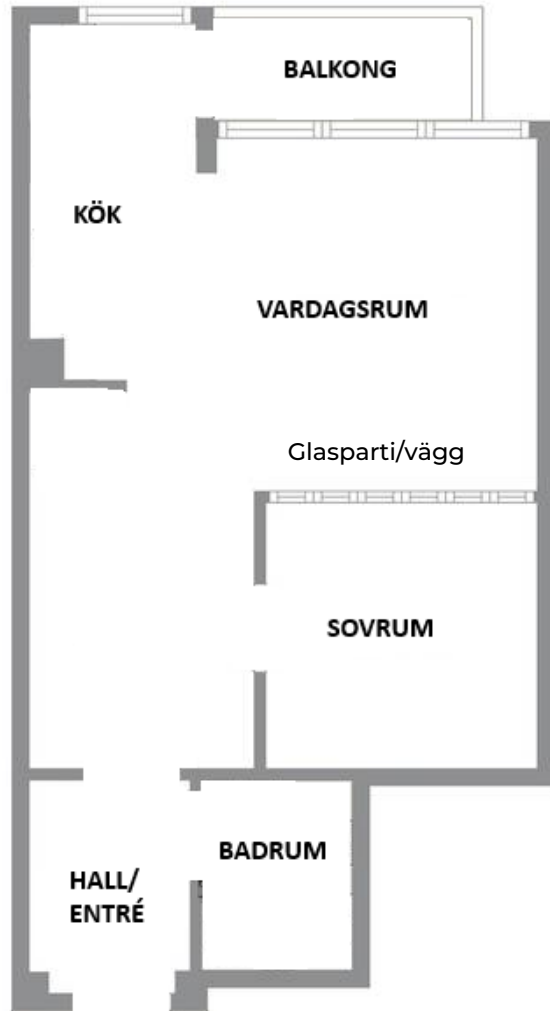 BALKONG
KÖK
VARDAGSRUM
Glasparti/vägg
SOVRUM
BADRUM
HALL/
ENTRÉ